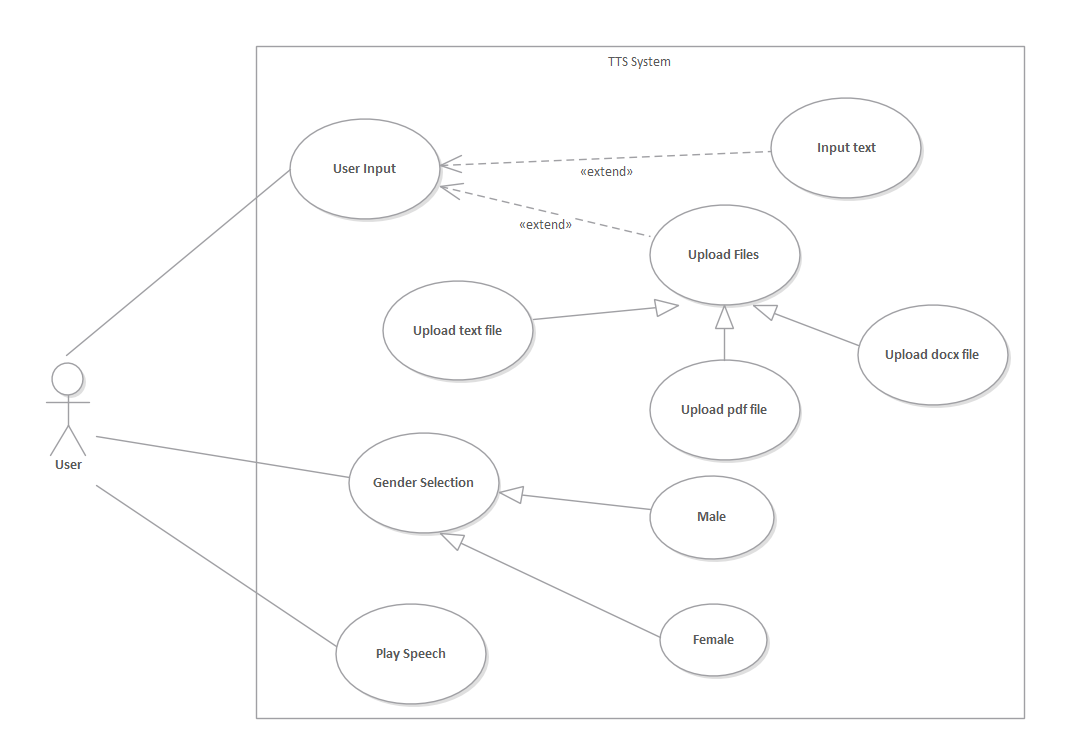 TTS System
User Input
Input text
«extend»
«extend»
Upload Files
Upload text file
Upload docx file
Upload pdf file
User
Gender Selection
Male
Female
Play Speech